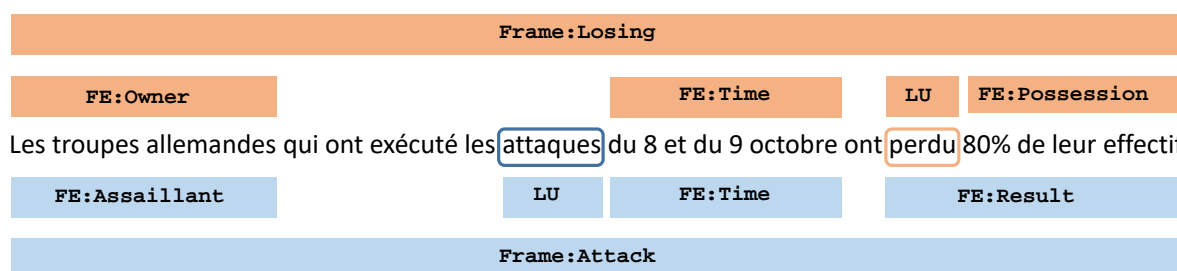 Frame:Losing
FE:Owner FE:Time LU FE:Possession
Les troupes allemandes qui ont exécuté les attaques du 8 et du 9 octobre ont perdu 80% de leur effectif
FE:Assaillant LU FE:Time FE:Result
Frame:Attack